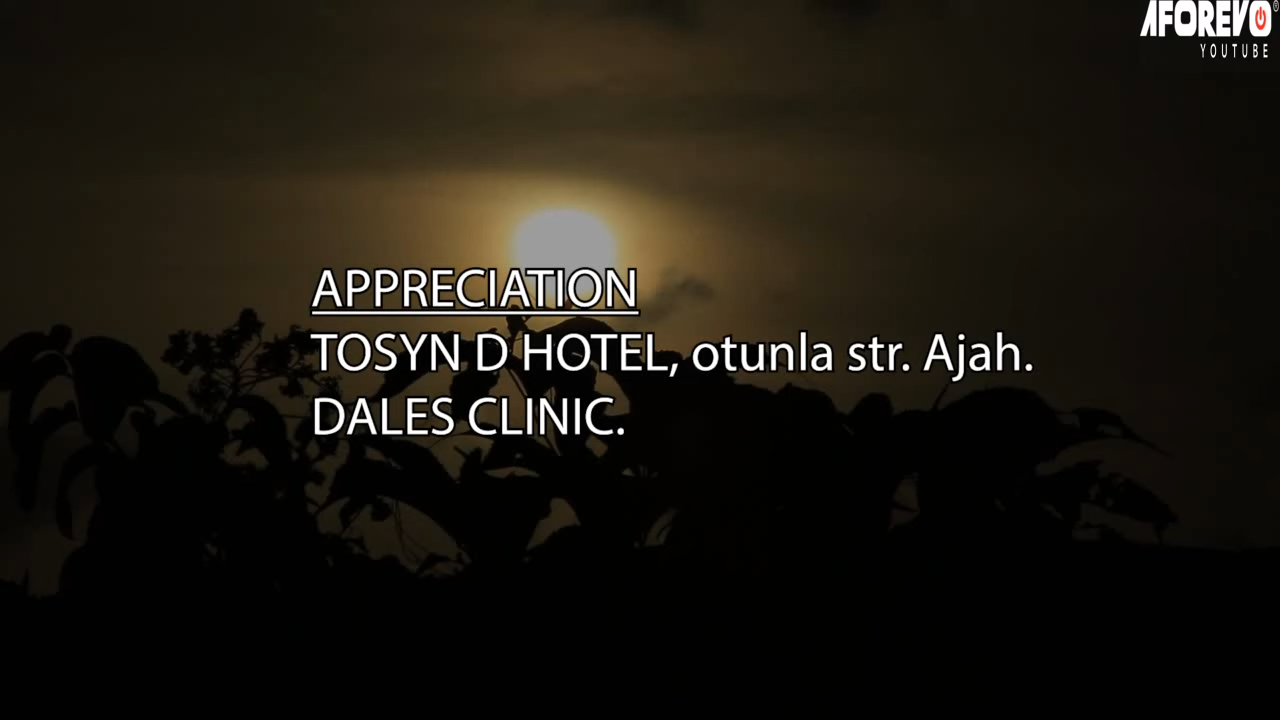 AFOREVO
YOUTUBE
APPRECIATION
TOSYN D HOTEL, otunla str. Ajah.
DALES CLINIC.